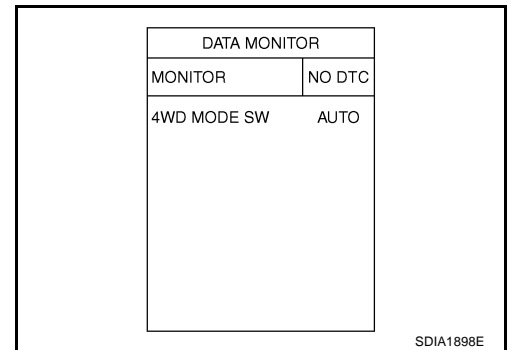 DATA MONITOR
MONITOR NO DTC
4WD MODE SW AUTO
SDIA1898E